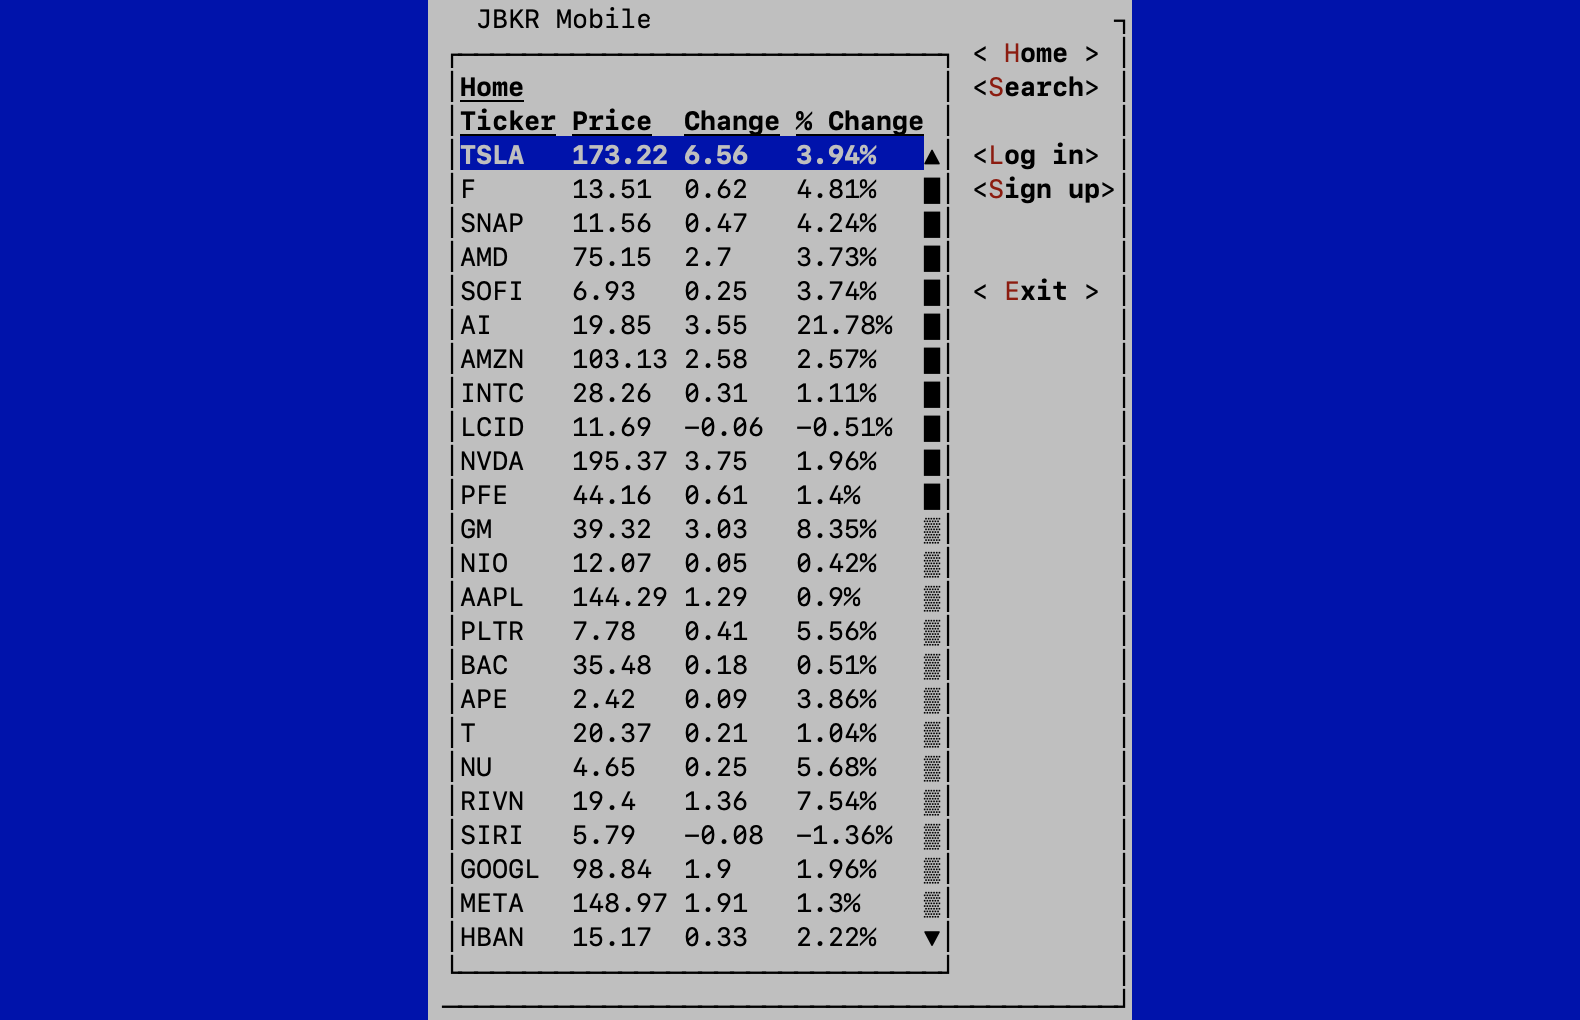 JBKR Mobile
< Home >
Home
<Search>
Ticker Price Change % Change
TSLA 173.22 6.56 3.94%
<Log in>
F 13.51 0.62 4.81%
<Sign up>
SNAP 11.56 0.47 4.24%
AMD 75.15 2.7 3.73%
SOFI 6.93 0.25 3.74%
< Exit >
AI 19.85 3.55 21.78%
AMZN 103.13 2.58 2.57%
INTC 28.26 0.31 1.11%
LCID 11.69 −0.06 −0.51%
NVDA 195.37 3.75 1.96%
PFE 44.16 0.61 1.4%
GM 39.32 3.03 8.35%
NIO 12.07 0.05 0.42%
AAPL 144.29 1.29 0.9%
PLTR 7.78 0.41 5.56%
BAC 35.48 0.18 0.51%
APE 2.42 0.09 3.86%
T 20.37 0.21 1.04%
NU 4.65 0.25 5.68%
RIVN 19.4 1.36 7.54%
SIRI 5.79 −0.08 −1.36%
GOOGL 98.84 1.9 1.96%
META 148.97 1.91 1.3%
HBAN 15.17 0.33 2.22%